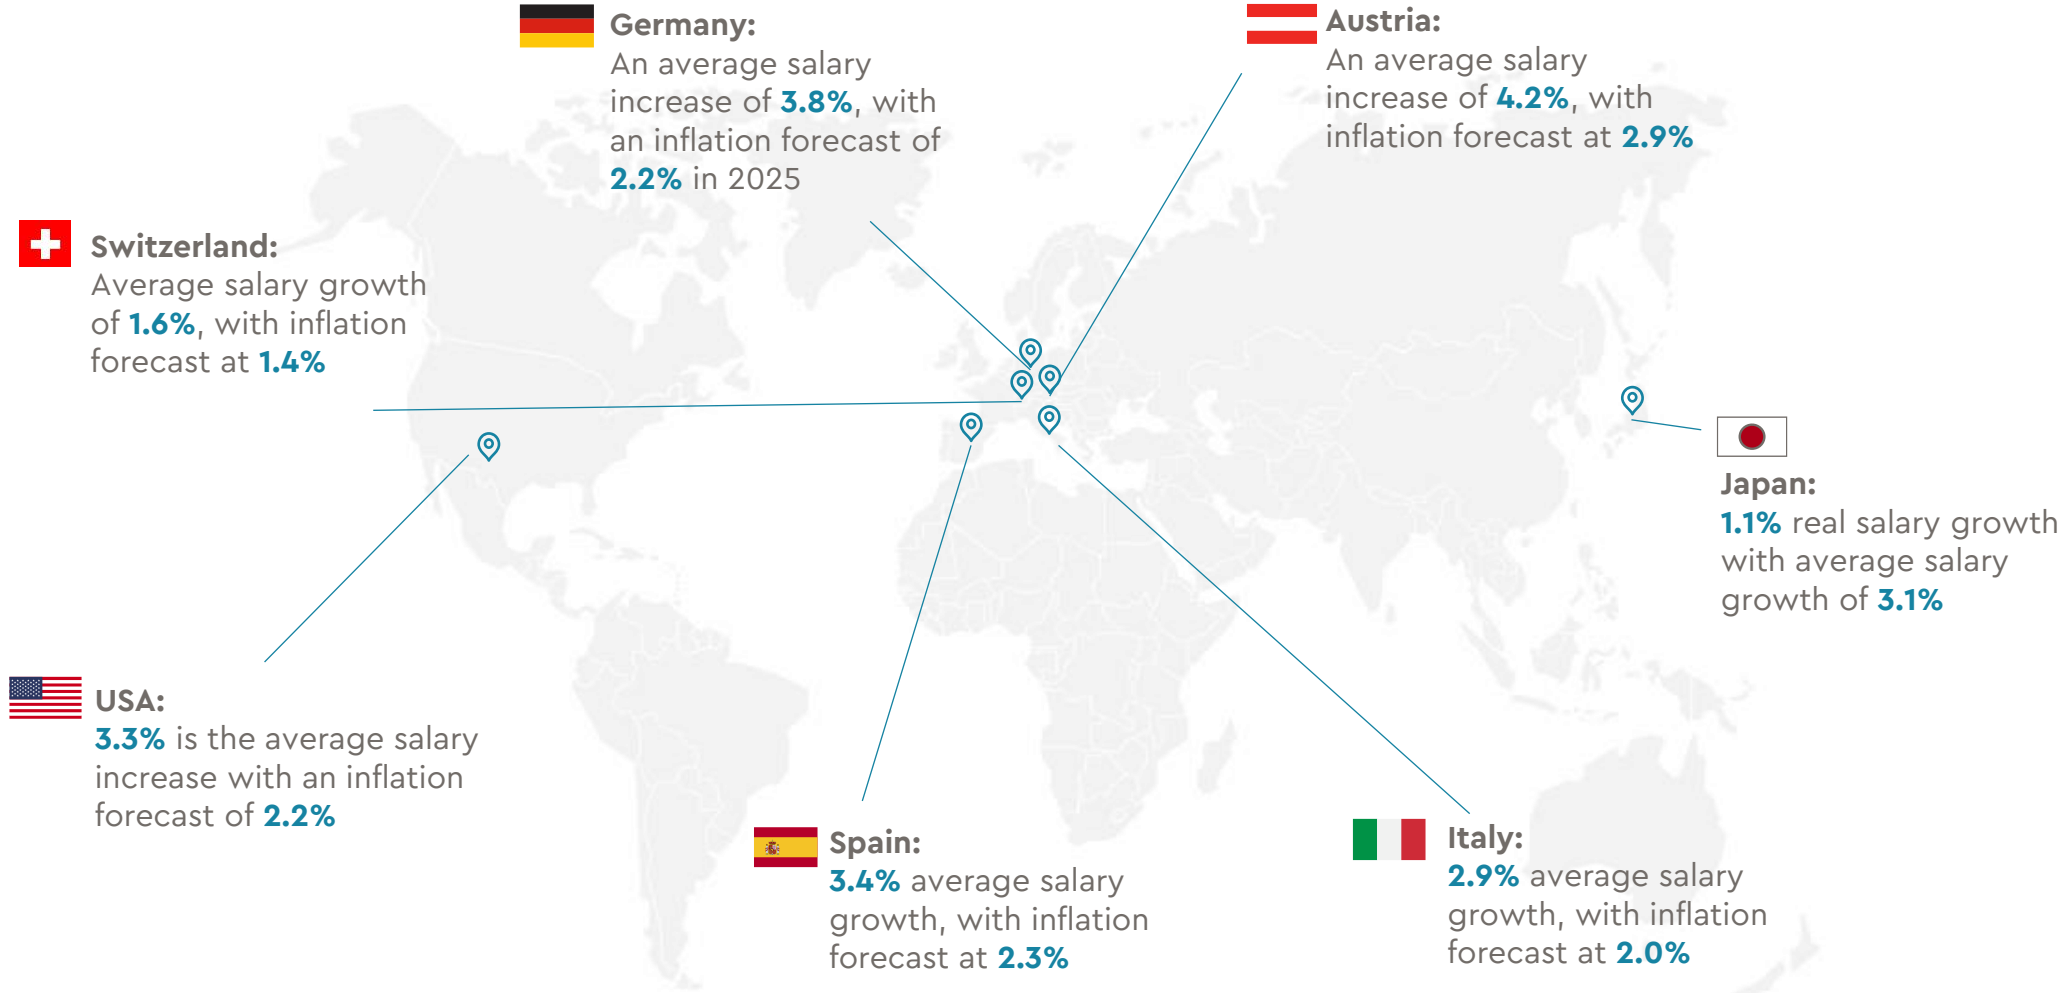 Germany:
An average salary
increase of 3.8%, with
an inflation forecast of
2.2% in 2025
Austria:
An average salary
increase of 4.2%, with
inflation forecast at 2.9%
Switzerland:
Average salary growth
of 1.6%, with inflation
forecast at 1.4%
Japan:
1.1% real salary growth
with average salary
growth of 3.1%
USA:
3.3% is the average salary
increase with an inflation
forecast of 2.2%
Spain:
3.4% average salary
growth, with inflation
forecast at 2.3%
Italy:
2.9% average salary
growth, with inflation
forecast at 2.0%